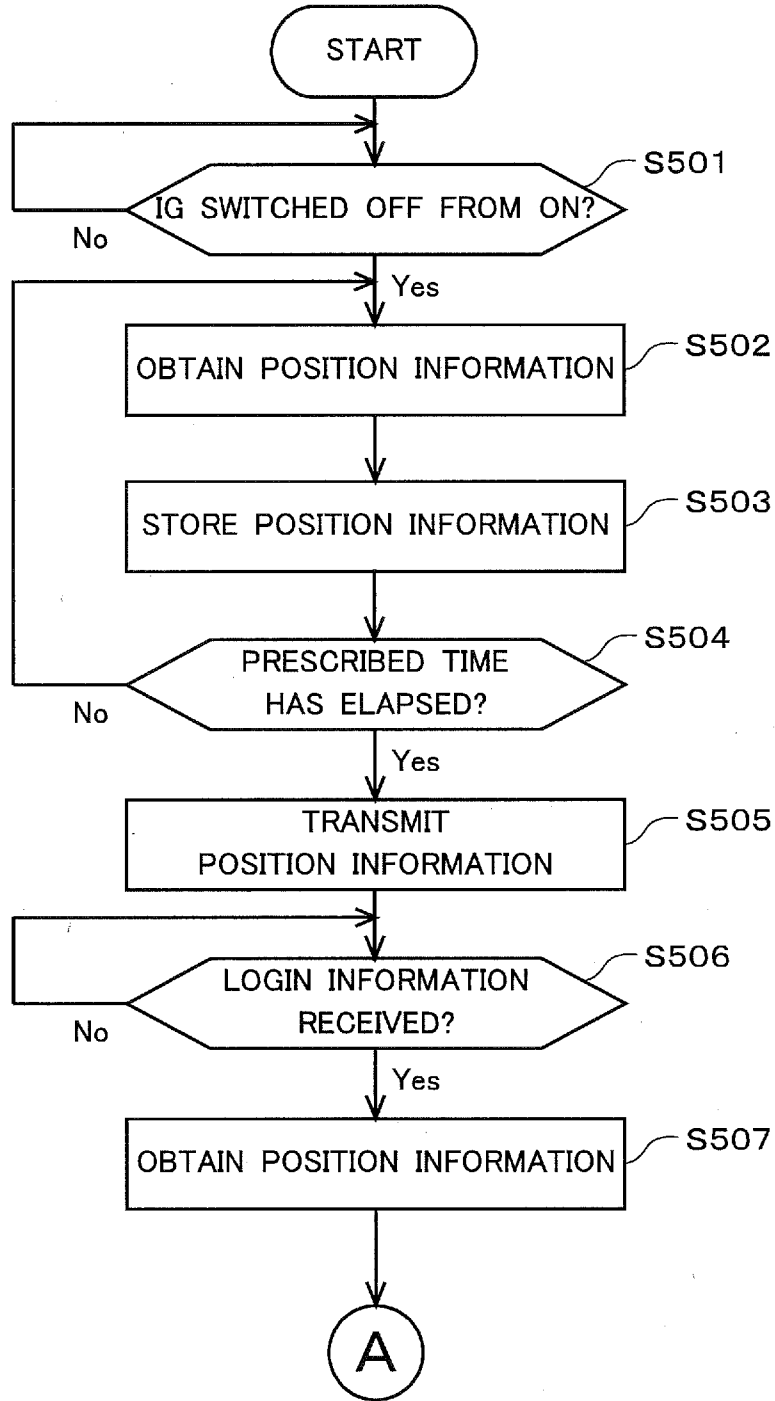 START
S501
IG SWITCHED OFF FROM ON?
No
Yes
S502
OBTAIN POSITION INFORMATION
S503
STORE POSITION INFORMATION
S504
PRESCRIBED TIME
HAS ELAPSED?
No
Yes
S505
TRANSMIT
POSITION INFORMATION
S506
LOGIN INFORMATION
RECEIVED?
No
Yes
S507
OBTAIN POSITION INFORMATION
A